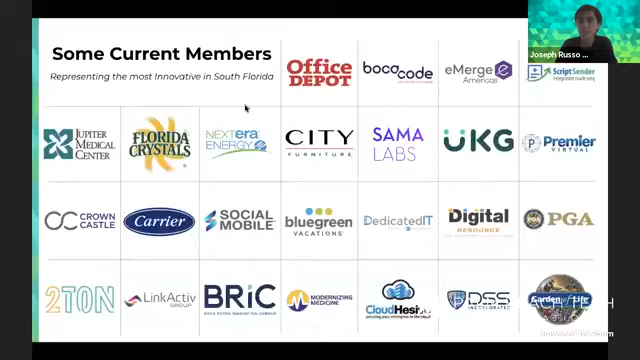 Some Current Members
Representing the most Innovative in South Florida
Office DEPOT
bocacode
eMerge Americas
ScriptSender
Joseph Russo ...
JUPITER MEDICAL CENTER
FLORIDA CRYSTALS
NEXTera ENERGY
CITY FURNITURE
SAMA LABS
UKG
PREMIER VIRTUAL
CROWN CASTLE
Carrier
SOCIAL MOBILE
bluegreen VACATIONS
DedicatedIT
Digital RESOURCE
PGA
2TON
LinkActiv GROUP
BRiC
BOCA RATON INNOVATION CAMPUS
MODERNIZING MEDICINE
DSS INCORPORATED
Garden of Life